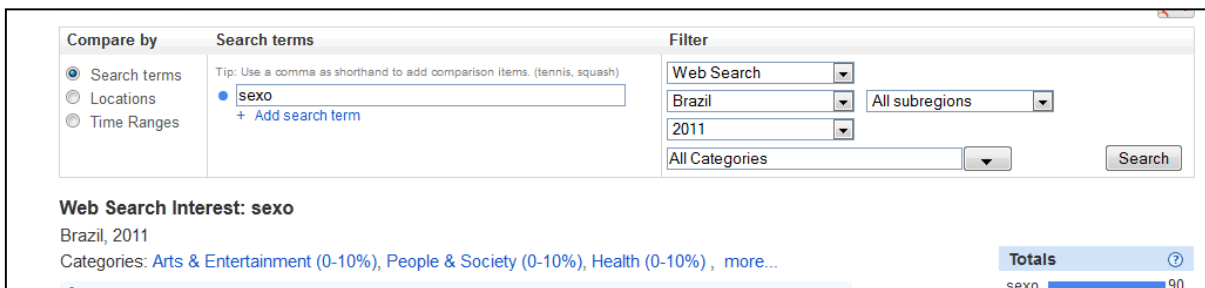 Compare by Search terms Filter
Search terms Tip: Use a comma as shorthand to add comparison items. (tennis, squash) Web Search
Locations sexo Brazil All subregions
Time Ranges + Add search term 2011
All Categories Search
Web Search Interest: sexo
Brazil, 2011
Categories: Arts & Entertainment (0-10%), People & Society (0-10%), Health (0-10%) , more...
Totals ?
sexo 90